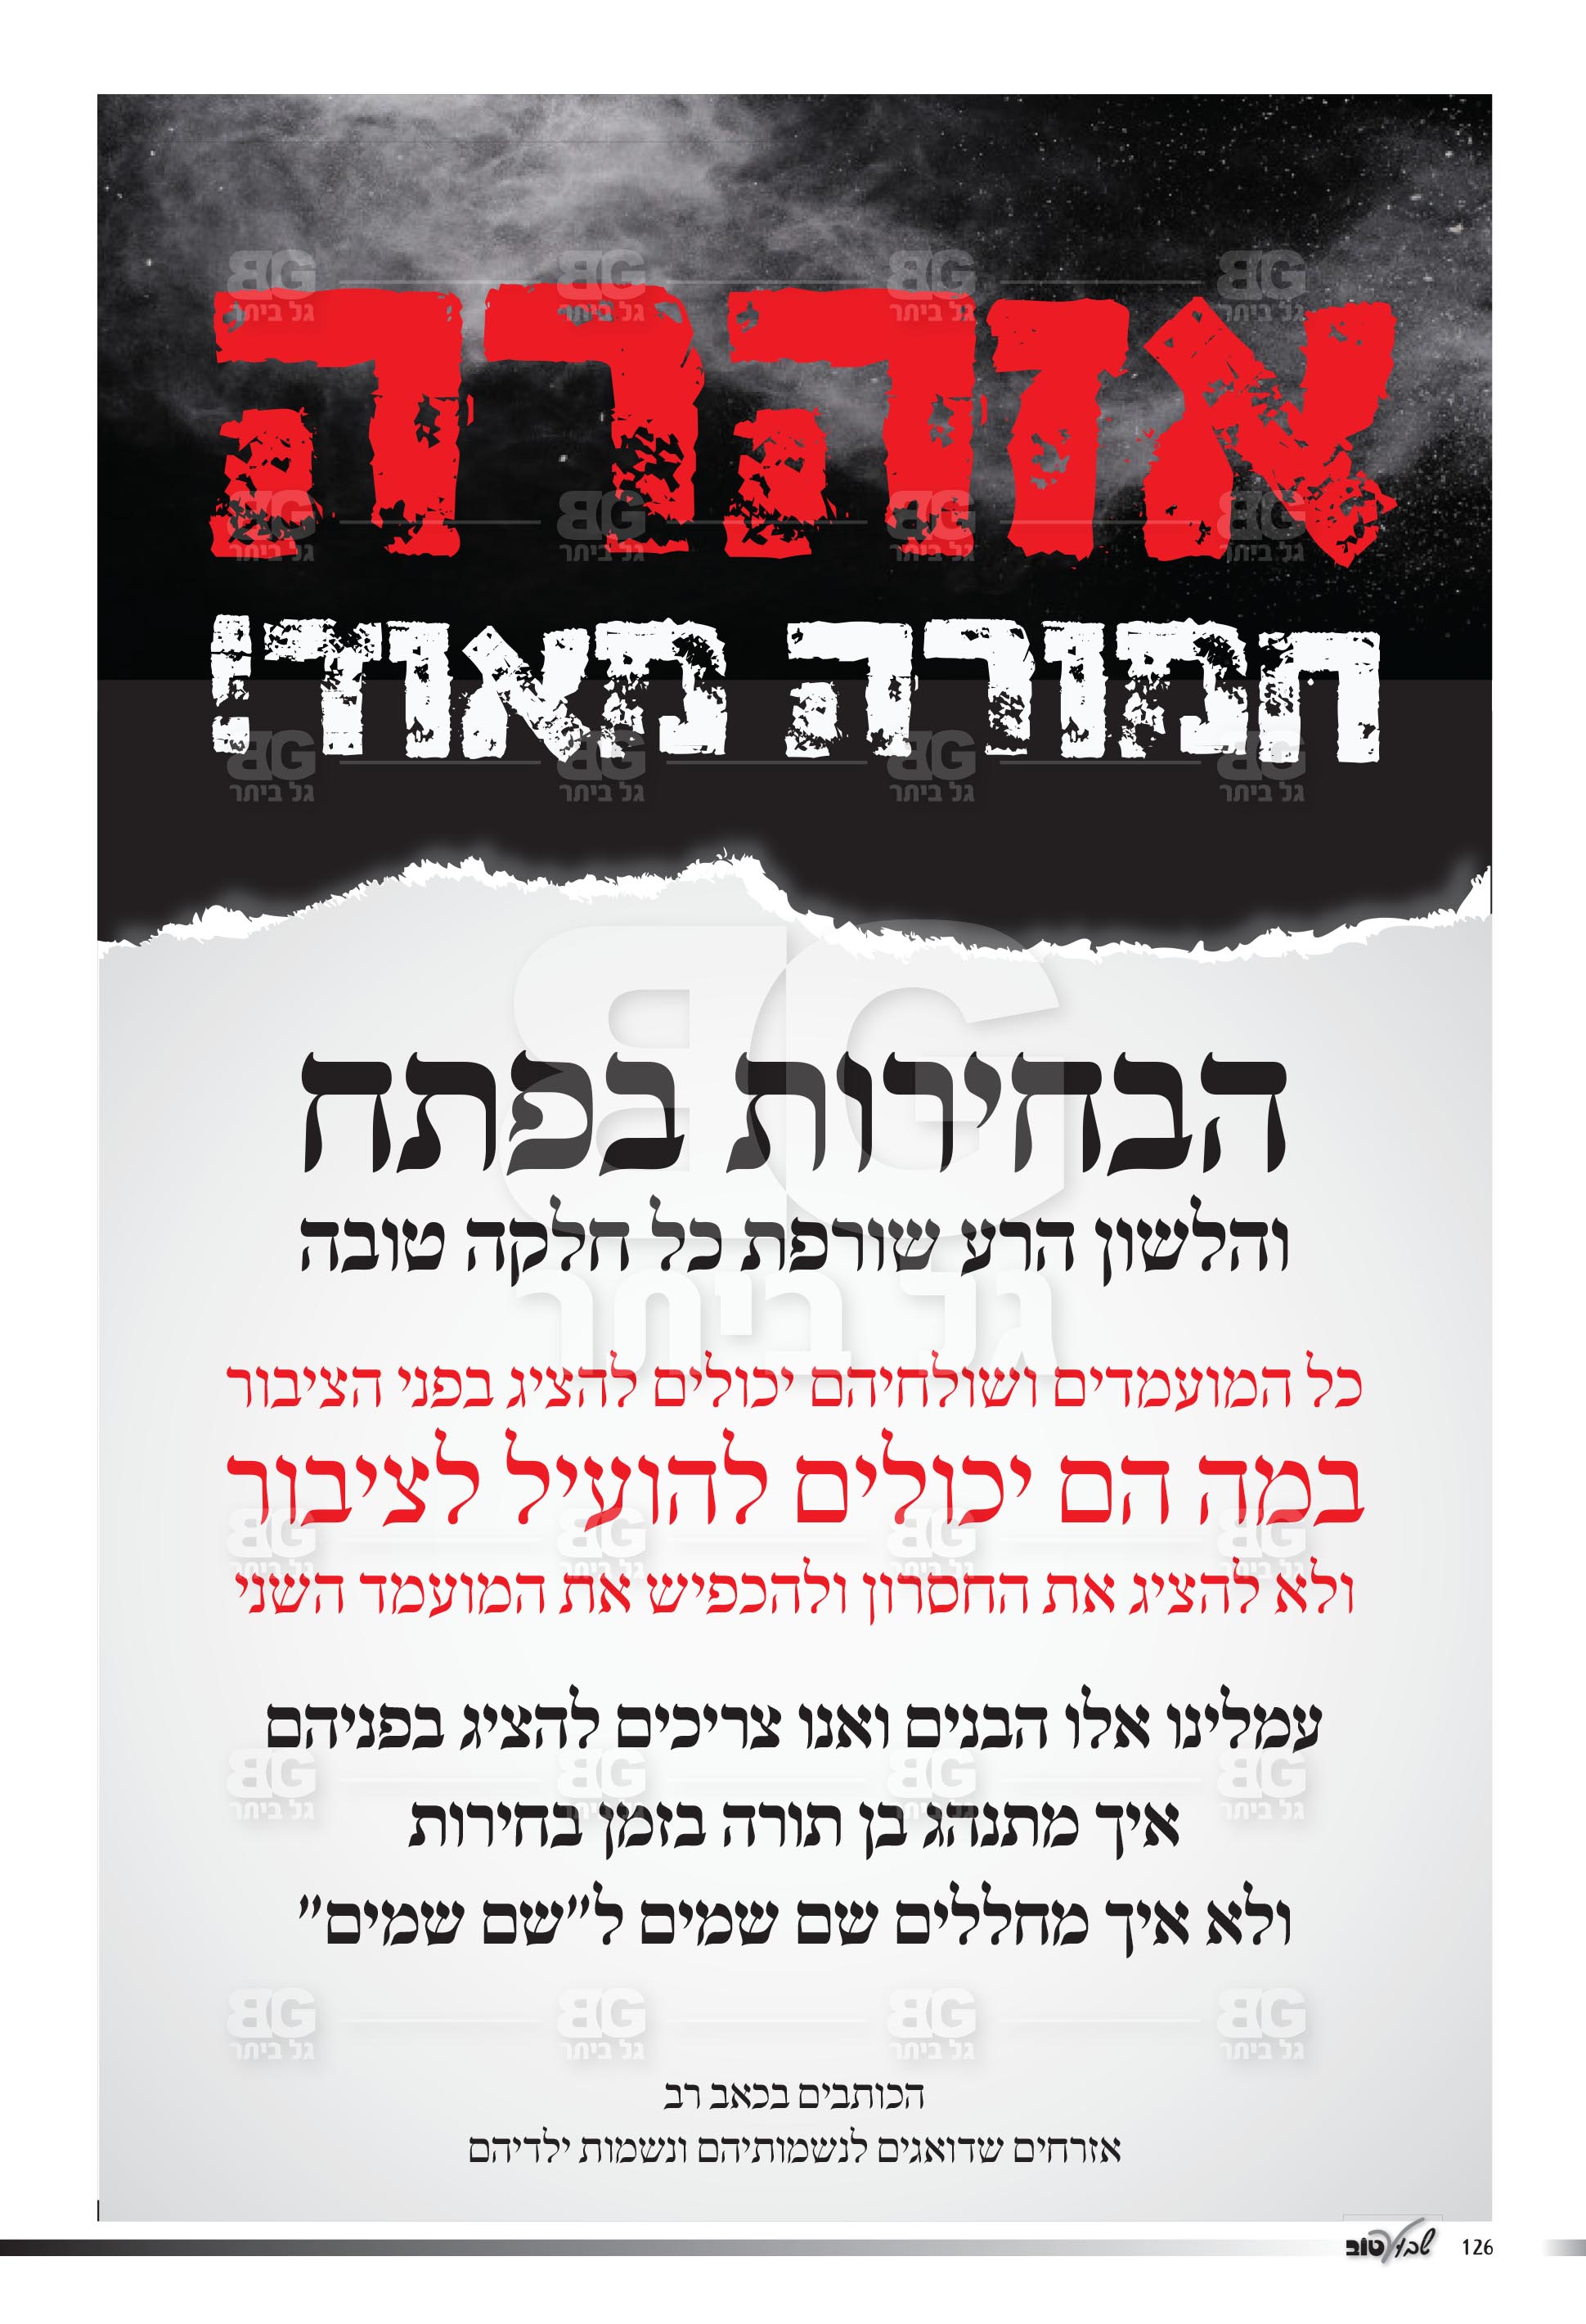 אזהרה
חמורה מאוד!
הבחירות בפתח
והלשון הרע שורפת כל חלקה טובה
כל המועמדים ושולחיהם יכולים להציג בפני הציבור
במה הם יכולים להועיל לציבור
ולא להציג את החסרון ולהכפיש את המועמד השני
עמלינו אלו הבנים ואנו צריכים להציג בפניהם
איך מתנהג בן תורה בזמן בחירות
ולא איך מחללים שם שמים ל"שם שמים"
הכותבים בכאב רב
אזרחים שדואגים לנשמותיהם ונשמות ילדיהם
126 שבוע טוב
BG
גל ביתר